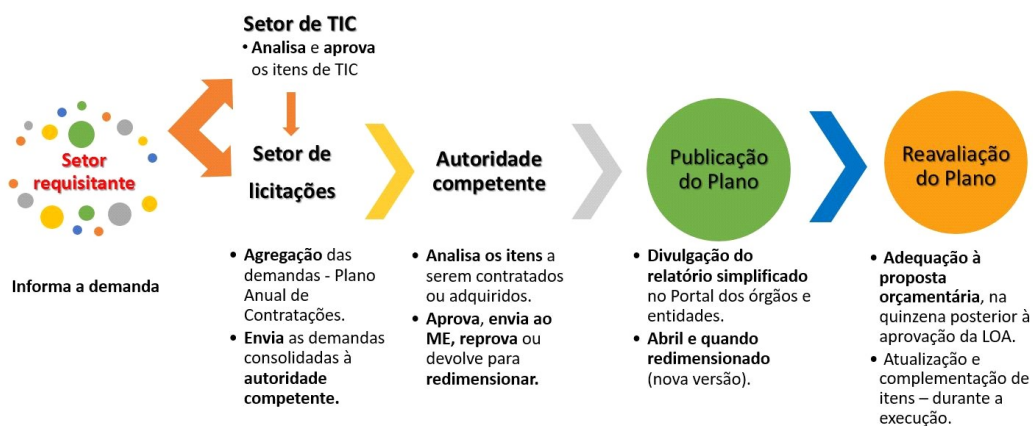 Setor de TIC
• Analisa e aprova
os itens de TIC
Setor
requisitante
Informa a demanda
Setor de
licitações
• Agregação das
demandas - Plano
Anual de
Contratações.
• Envia as demandas
consolidadas à
autoridade
competente.
Autoridade
competente
• Analisa os itens a
serem contratados
ou adquiridos.
• Aprova, envia ao
ME, reprova ou
devolve para
redimensionar.
Publicação
do Plano
• Divulgação do
relatório simplificado
no Portal dos órgãos e
entidades.
• Abril e quando
redimensionado
(nova versão).
Reavaliação
do Plano
• Adequação à
proposta
orçamentária, na
quinzena posterior à
aprovação da LOA.
• Atualização e
complementação de
itens – durante a
execução.